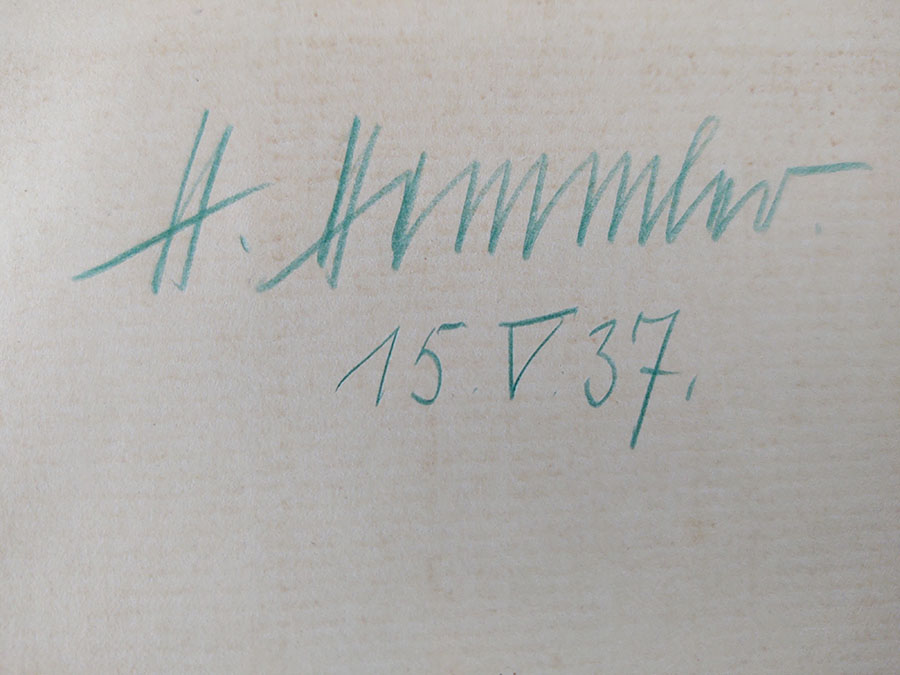 H. Himmler.
15. V. 37.